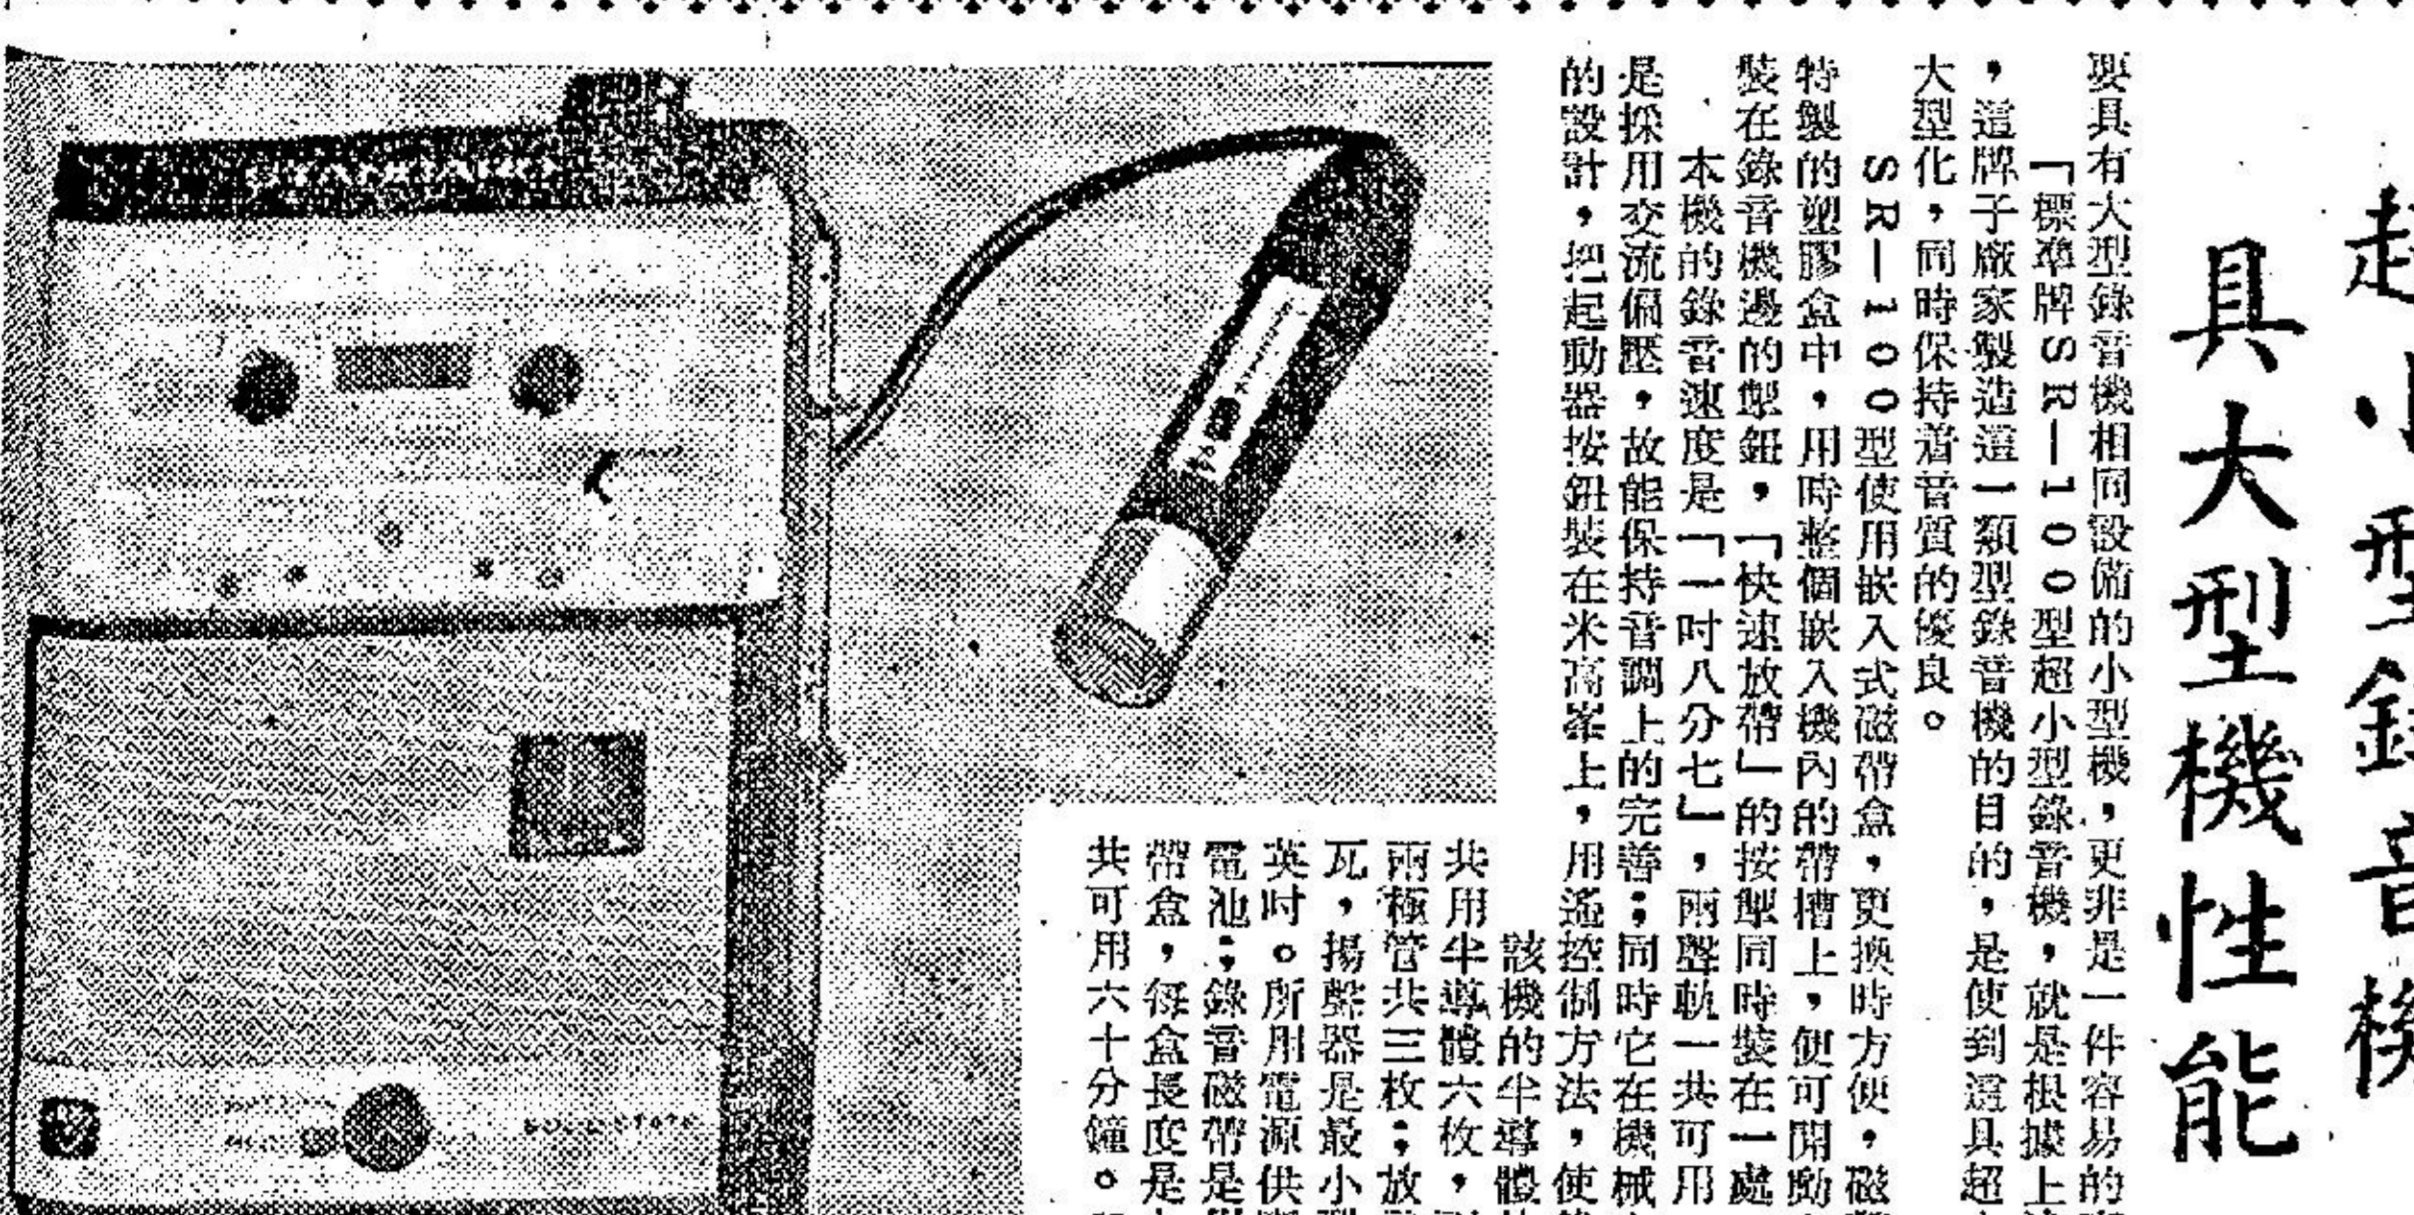 超小型錄音機
具大型機性能
要具有大型錄音機相同設備的小型機，更非是一件容易的
「標準牌SR—100型超小型錄音機，就是根據上
，這牌子廠家製造這一類型錄音機的目的，是使到這具超
大型化，同時保持着音質的優良。
SR—100型使用嵌入式磁帶盒，更換時方便，磁
特製的塑膠盒中，用時整個嵌入機內的帶槽上，便可開動
裝在錄音機邊的掣鈕，「快速放帶」的按掣同時裝在一處
本機的錄音速度是「一吋八分七」，兩聲軌一共可用
是採用交流偏壓，故能保持音調上的完善；同時它在機械
的設計，把起動器按鈕裝在米高峯上，用遙控制方法，使
該機的半導體
共用半導體六枚，
兩極管共三枚；放
瓦，揚聲器是最小
英吋。所用電源供
電池；錄音磁帶是
帶盒，每盒長度是
共可用六十分鐘。
STANDARD
SOLID STATE